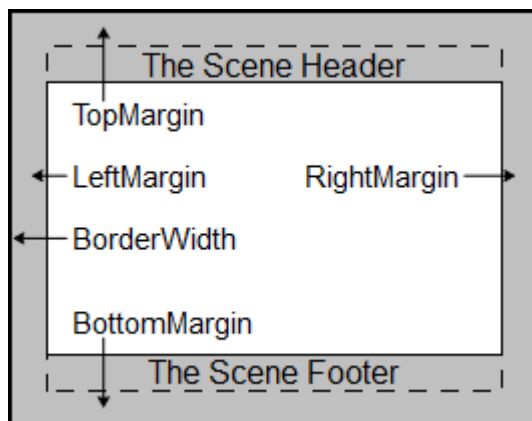 The Scene Header
TopMargin
LeftMargin RightMargin
BorderWidth
BottomMargin
The Scene Footer